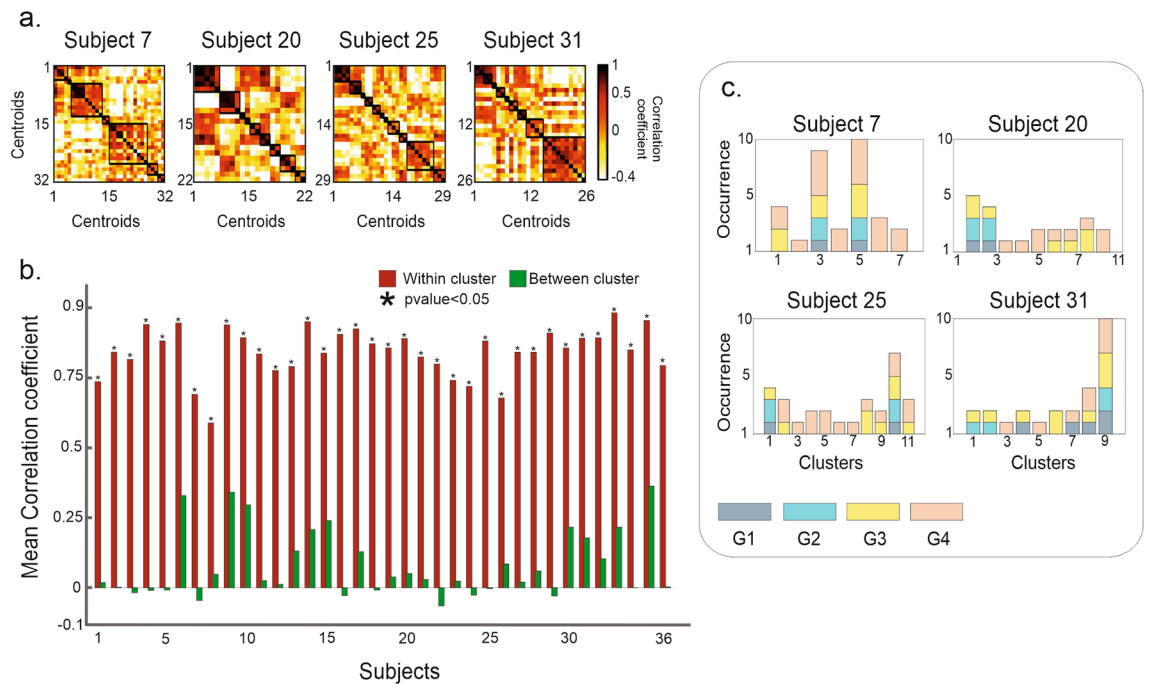 a.
Subject 7
Subject 20
Subject 25
Subject 31
Centroids
1
15
32
1 15 32
Centroids
1
15
22
1 15 22
Centroids
1
14
29
1 14 29
Centroids
1
12
26
1 12 26
Centroids
1
0.5
0
-0.4
Correlation
coefficient
b.
Within cluster
Between cluster
* pvalue<0.05
Mean Correlation coefficient
0.9
0.75
0.5
0.25
0
-0.1
1 5 10 15 20 25 30 36
Subjects
c.
Subject 7
Occurrence
10
5
1
1 3 5 7
Subject 20
10
5
1
1 3 5 7 11
Subject 25
Occurrence
10
5
1
1 3 5 7 9 11
Clusters
Subject 31
10
5
1
1 3 5 7 9
Clusters
G1 G2 G3 G4